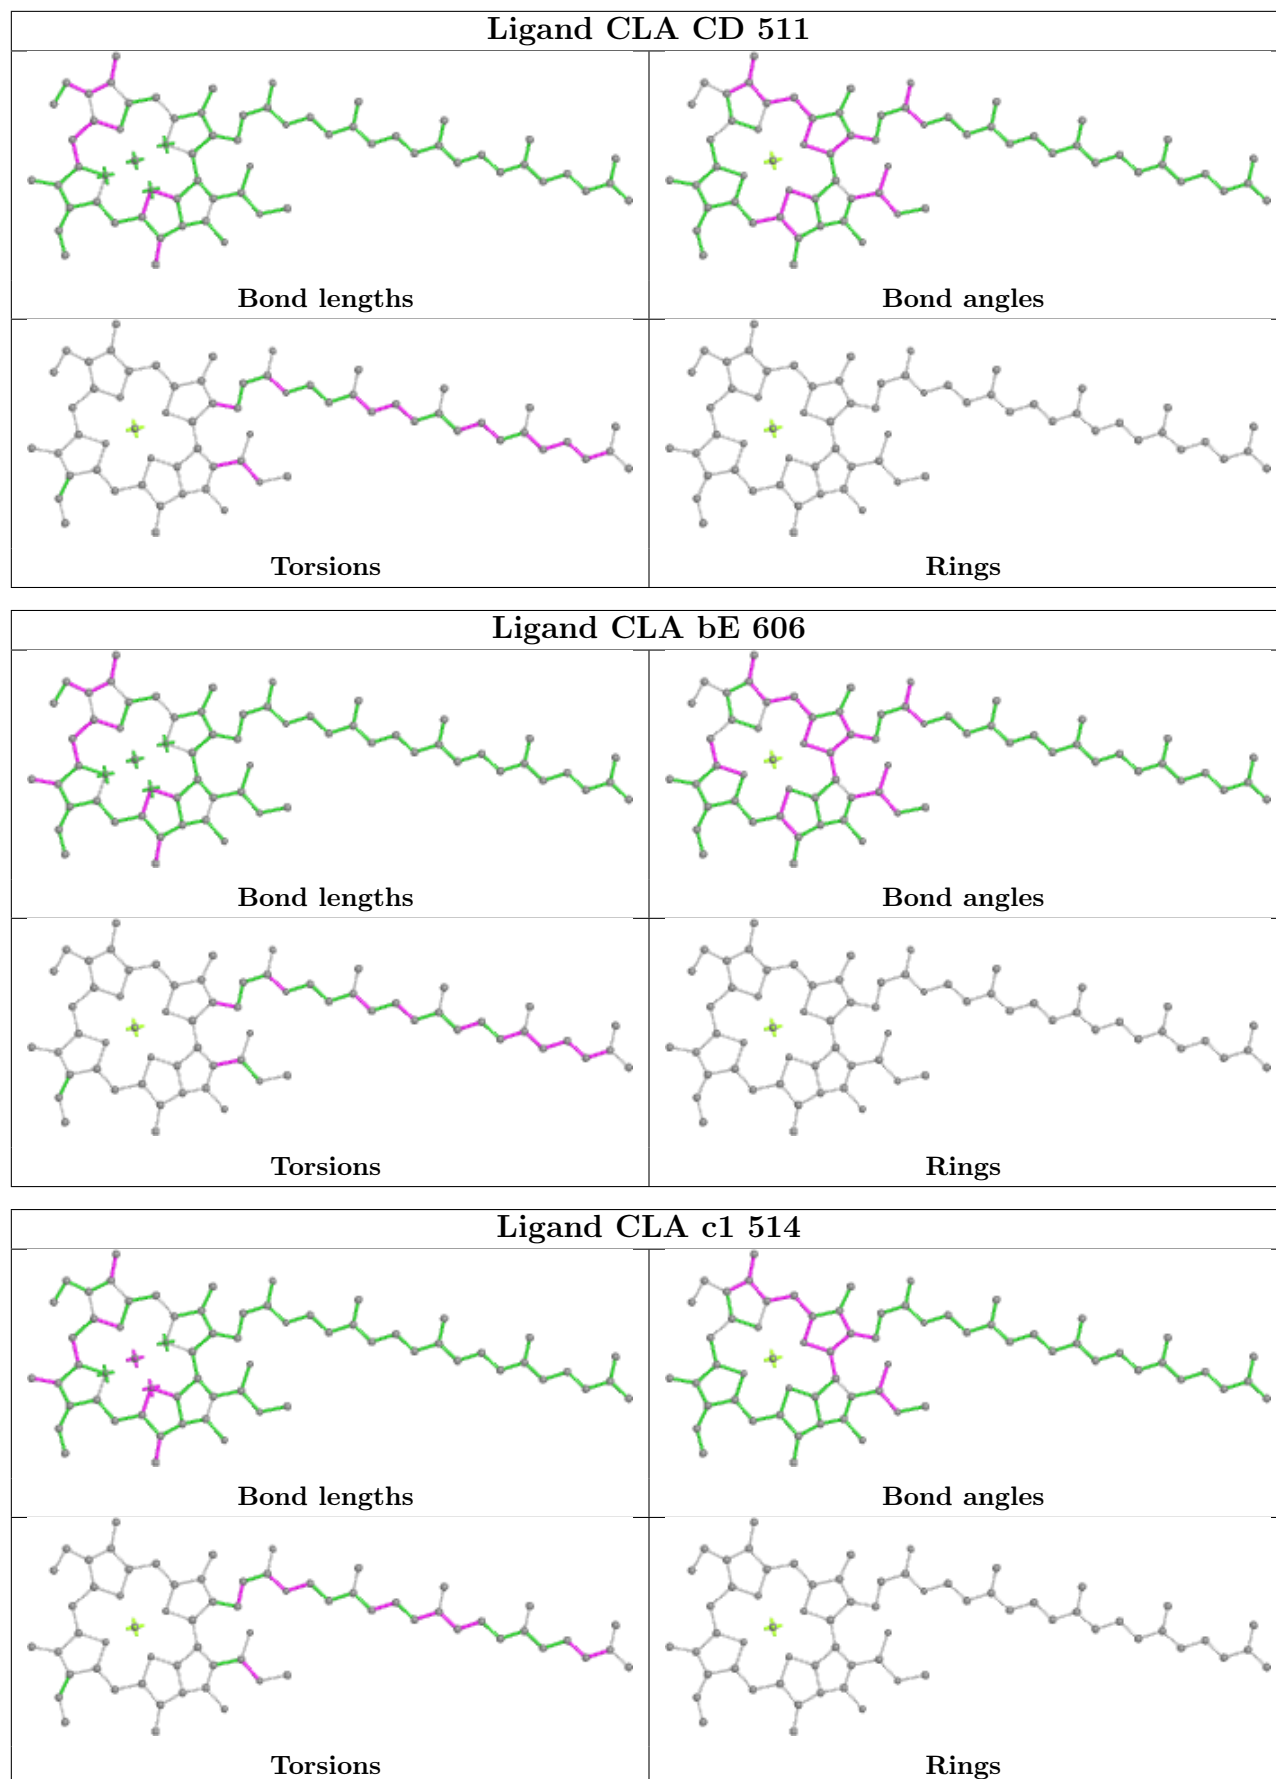 Ligand CLA CD 511
Bond lengths
Bond angles
Torsions
Rings
Ligand CLA bE 606
Bond lengths
Bond angles
Torsions
Rings
Ligand CLA c1 514
Bond lengths
Bond angles
Torsions
Rings